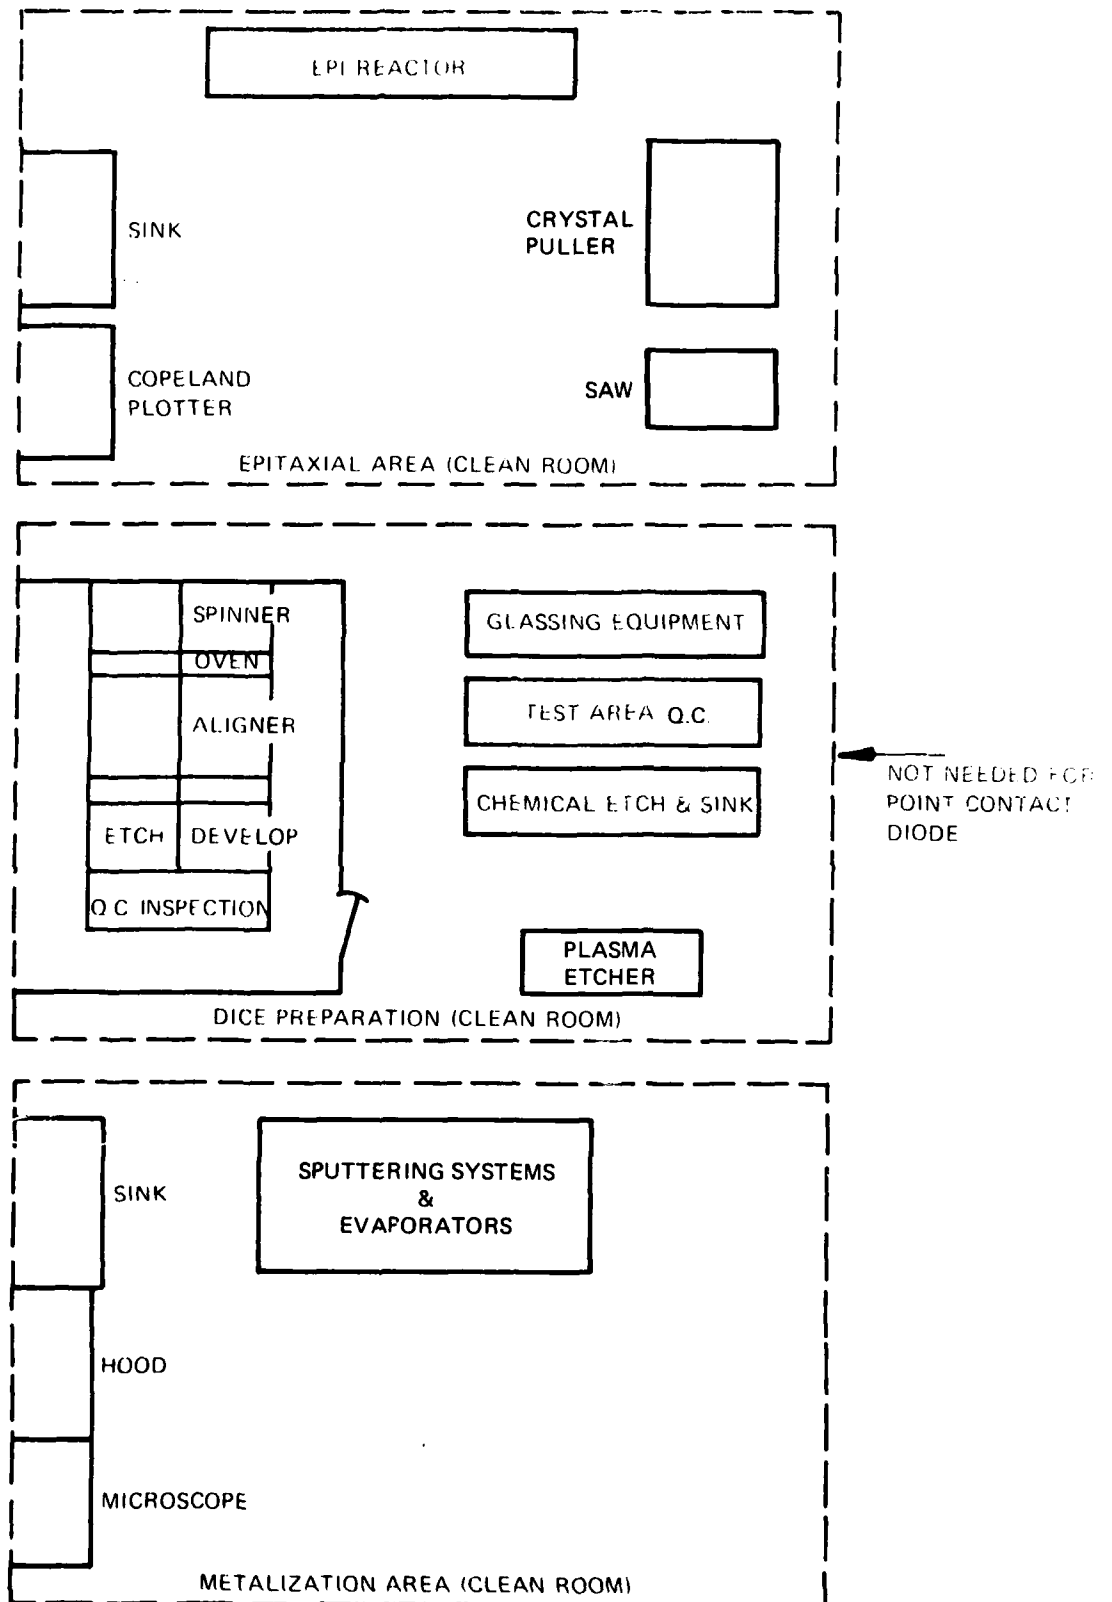 EPI REACTOR
SINK
CRYSTAL
PULLER
COPELAND
PLOTTER
SAW
EPITAXIAL AREA (CLEAN ROOM)
SPINNER
OVEN
ALIGNER
ETCH
DEVELOP
Q.C INSPECTION
GLASSING EQUIPMENT
TEST AREA Q.C.
CHEMICAL ETCH & SINK
PLASMA
ETCHER
DICE PREPARATION (CLEAN ROOM)
NOT NEEDED FOR
POINT CONTACT
DIODE
SINK
SPUTTERING SYSTEMS
&
EVAPORATORS
HOOD
MICROSCOPE
METALIZATION AREA (CLEAN ROOM)